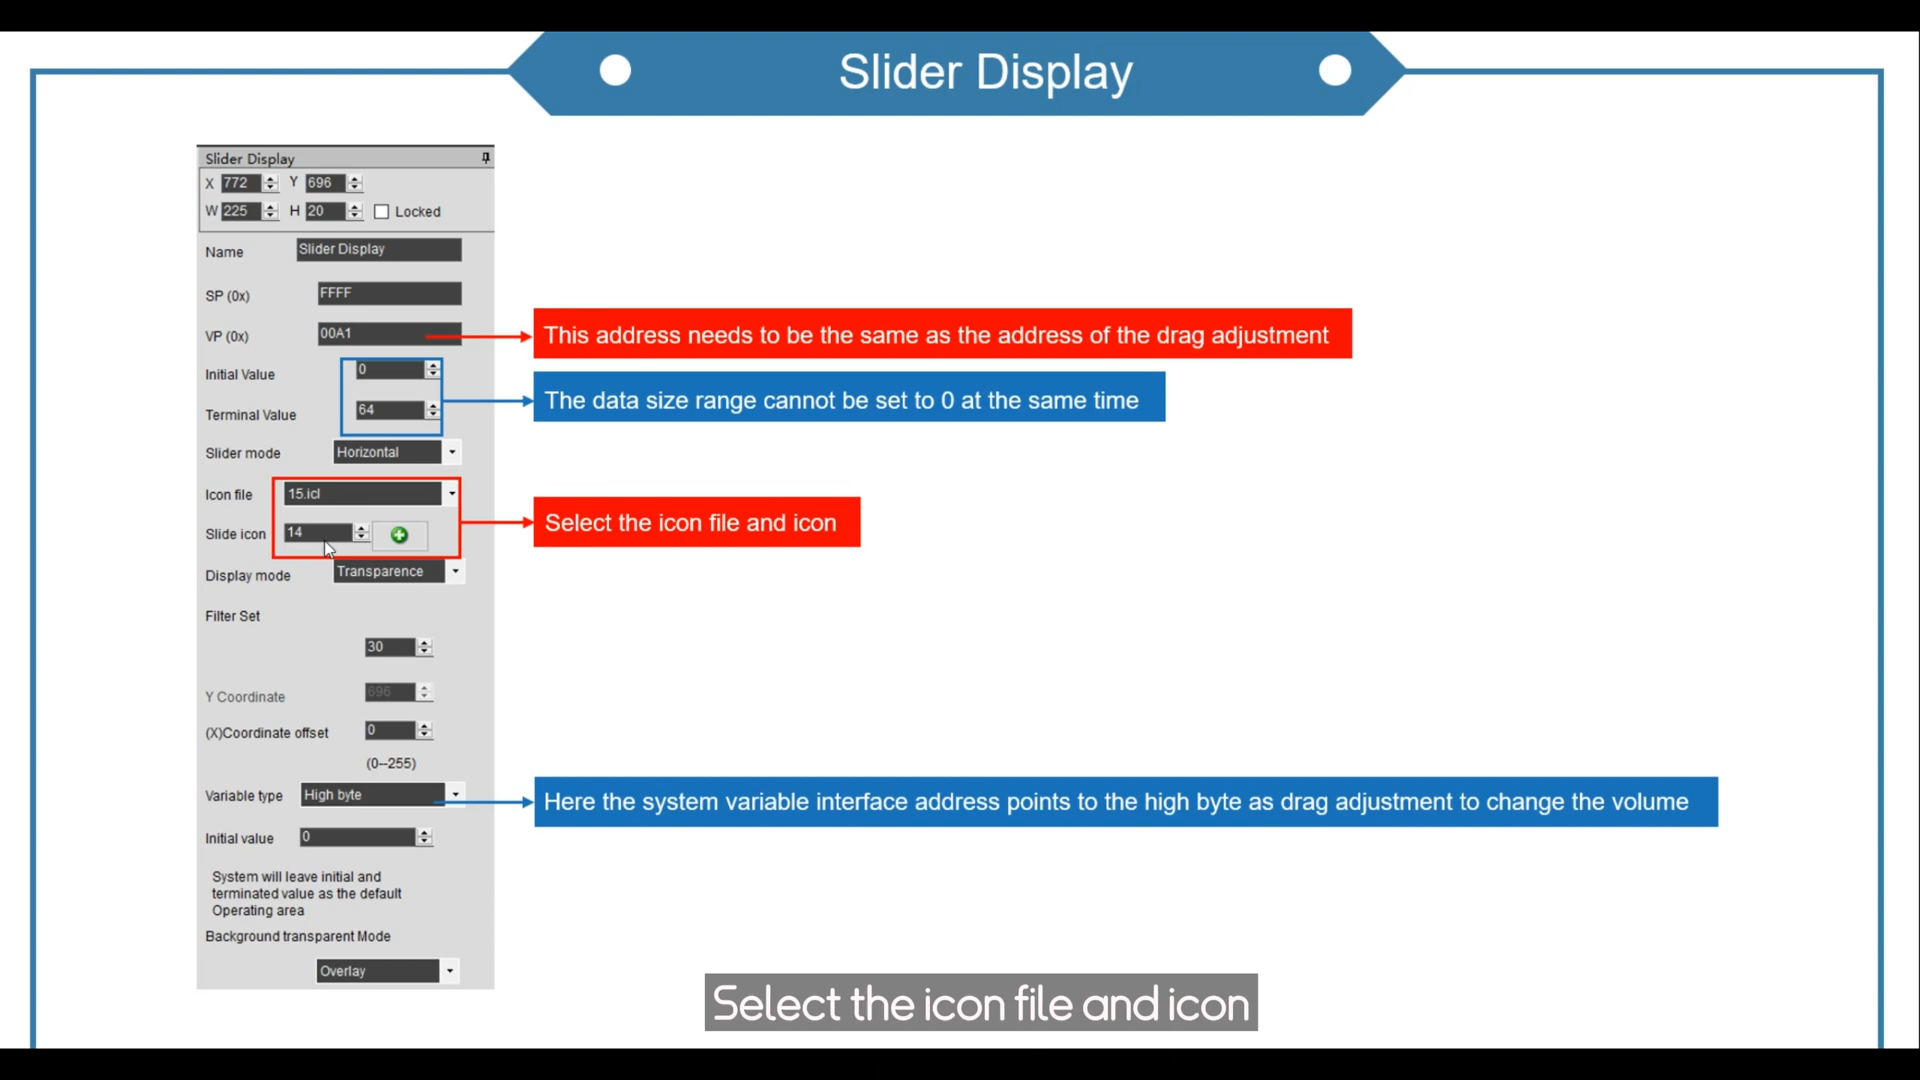 Slider Display
Slider Display
X 772 Y 696
W 225 H 20 Locked
Name Slider Display
SP (0x) FFFF
VP (0x) 00A1
This address needs to be the same as the address of the drag adjustment
Initial Value 0
The data size range cannot be set to 0 at the same time
Terminal Value 64
Slider mode Horizontal
Icon file 15.icl
Select the icon file and icon
Slide icon 14
Display mode Transparence
Filter Set
30
Y Coordinate 696
(X)Coordinate offset 0
(0--255)
Variable type High byte
Here the system variable interface address points to the high byte as drag adjustment to change the volume
Initial value 0
System will leave initial and
terminated value as the default
Operating area
Background transparent Mode
Overlay
Select the icon file and icon